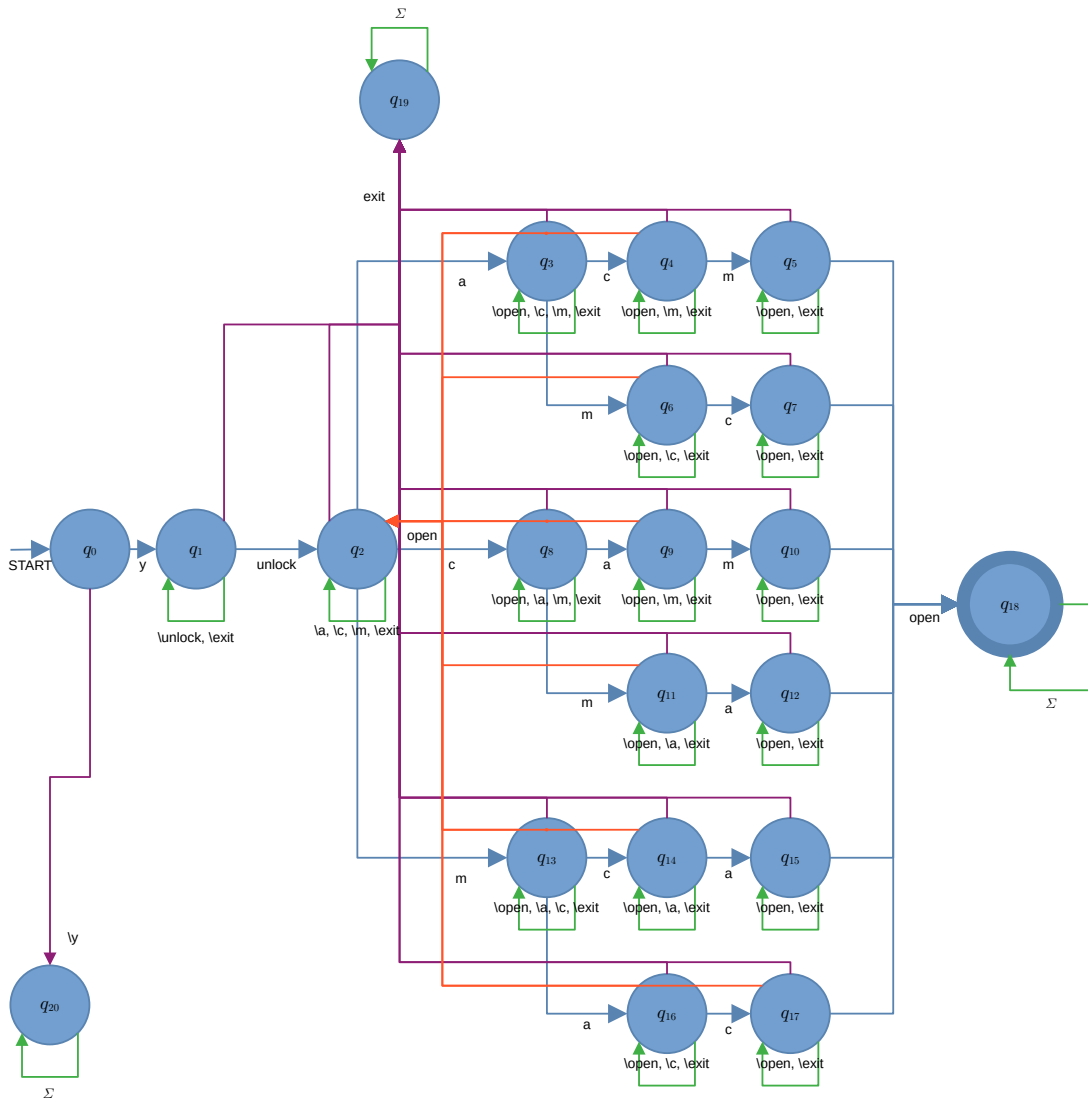 Σ
q19
exit
q3
q4
q5
a
c
m
\open, \c, \m, \exit
\open, \m, \exit
\open, \exit
q6
q7
m
c
\open, \c, \exit
\open, \exit
START
q0
y
q1
unlock
q2
open
c
q8
a
q9
m
q10
\unlock, \exit
\a, \c, \m, \exit
\open, \a, \m, \exit
\open, \m, \exit
\open, \exit
q18
open
Σ
m
q11
a
q12
\open, \a, \exit
\open, \exit
m
q13
c
q14
a
q15
\open, \a, \c, \exit
\open, \a, \exit
\open, \exit
\y
q20
Σ
a
q16
c
q17
\open, \c, \exit
\open, \exit